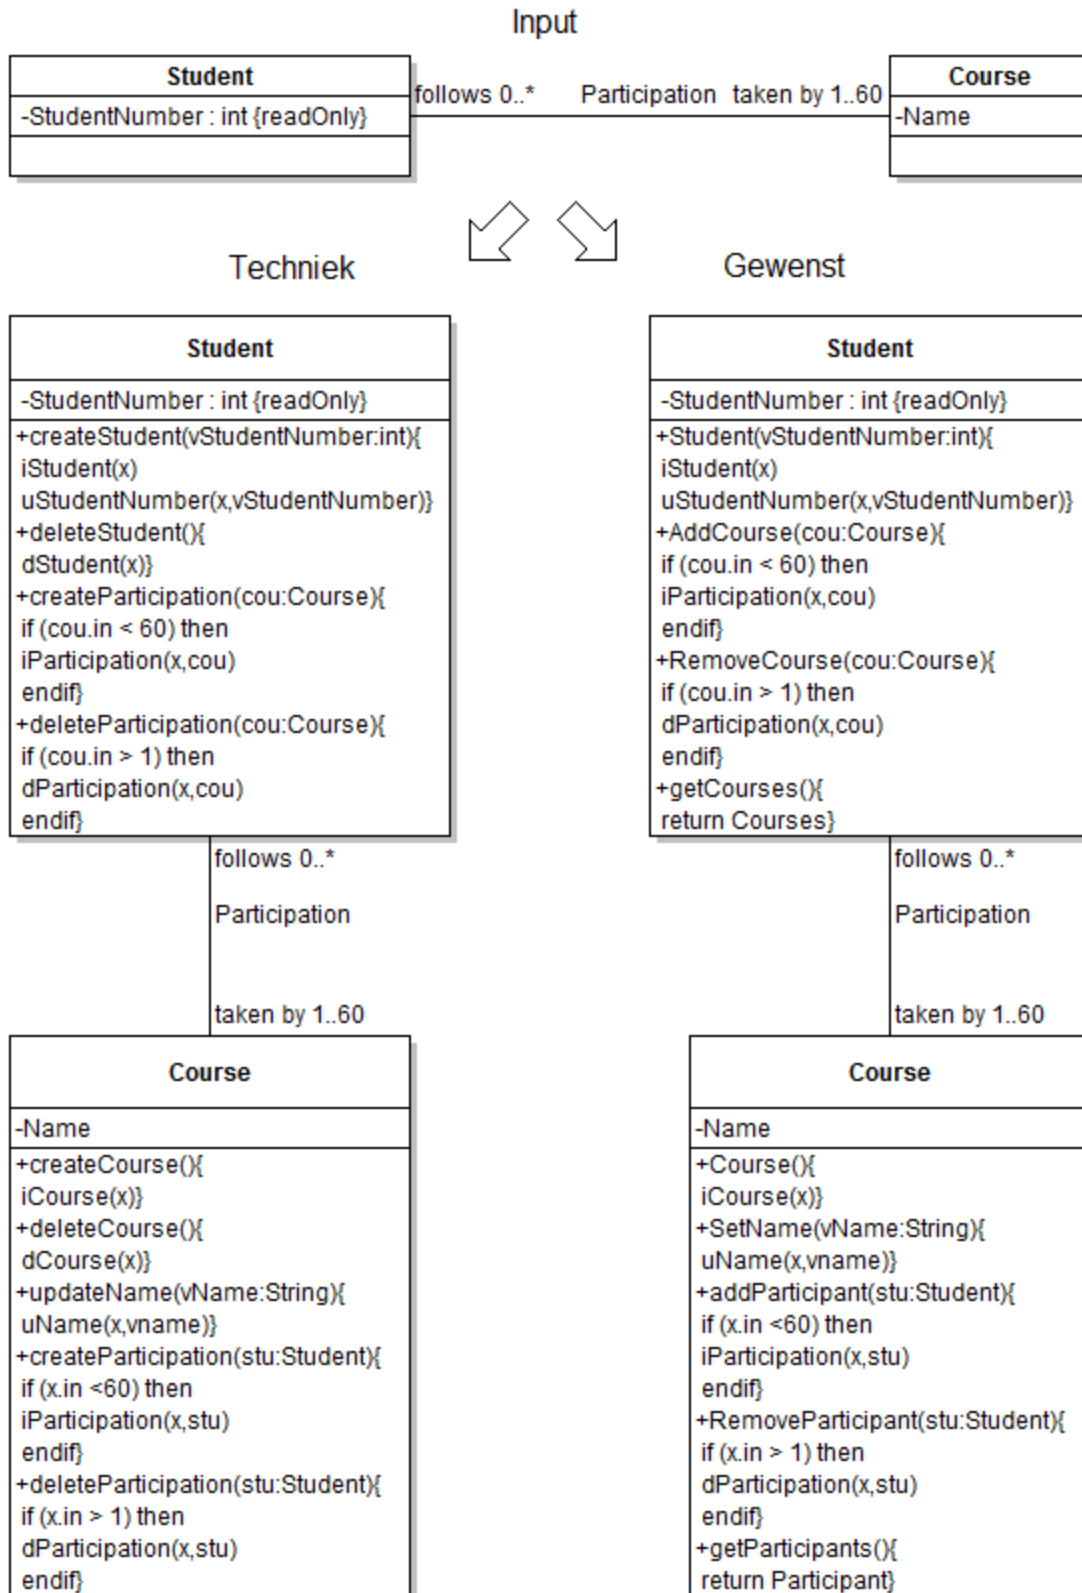 Input
Student
-StudentNumber : int {readOnly}
follows 0..* Participation taken by 1..60
Course
-Name
Techniek
Gewenst
Student
-StudentNumber : int {readOnly}
+createStudent(vStudentNumber:int){
iStudent(x)
uStudentNumber(x,vStudentNumber)}
+deleteStudent(){
dStudent(x)}
+createParticipation(cou:Course){
if (cou.in < 60) then
iParticipation(x,cou)
endif}
+deleteParticipation(cou:Course){
if (cou.in > 1) then
dParticipation(x,cou)
endif}
follows 0..*
Participation
taken by 1..60
Course
-Name
+createCourse(){
iCourse(x)}
+deleteCourse(){
dCourse(x)}
+updateName(vName:String){
uName(x,vname)}
+createParticipation(stu:Student){
if (x.in <60) then
iParticipation(x,stu)
endif}
+deleteParticipation(stu:Student){
if (x.in > 1) then
dParticipation(x,stu)
endif}
Student
-StudentNumber : int {readOnly}
+Student(vStudentNumber:int){
iStudent(x)
uStudentNumber(x,vStudentNumber)}
+AddCourse(cou:Course){
if (cou.in < 60) then
iParticipation(x,cou)
endif}
+RemoveCourse(cou:Course){
if (cou.in > 1) then
dParticipation(x,cou)
endif}
+getCourses(){
return Courses}
follows 0..*
Participation
taken by 1..60
Course
-Name
+Course(){
iCourse(x)}
+SetName(vName:String){
uName(x,vname)}
+addParticipant(stu:Student){
if (x.in <60) then
iParticipation(x,stu)
endif}
+RemoveParticipant(stu:Student){
if (x.in > 1) then
dParticipation(x,stu)
endif}
+getParticipants(){
return Participant}